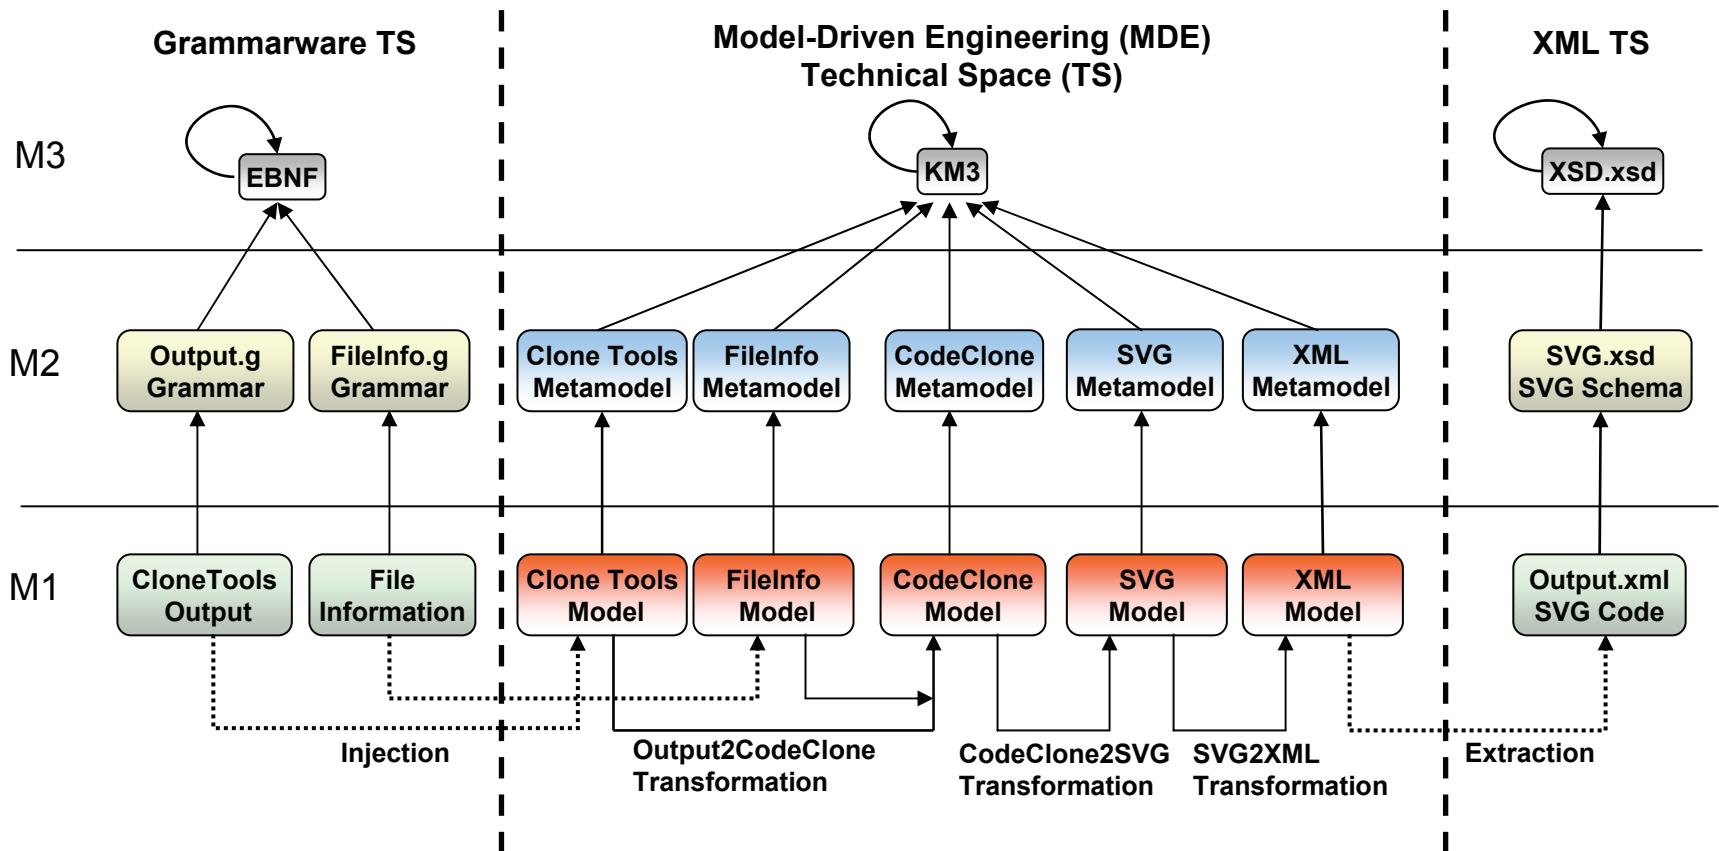 Grammarware TS
Model-Driven Engineering (MDE)
Technical Space (TS)
XML TS
M3
EBNF
KM3
XSD.xsd
M2
Output.g
Grammar
FileInfo.g
Grammar
Clone Tools
Metamodel
FileInfo
Metamodel
CodeClone
Metamodel
SVG
Metamodel
XML
Metamodel
SVG.xsd
SVG Schema
M1
CloneTools
Output
File
Information
Clone Tools
Model
FileInfo
Model
CodeClone
Model
SVG
Model
XML
Model
Output.xml
SVG Code
Injection
Output2CodeClone
Transformation
CodeClone2SVG
Transformation
SVG2XML
Transformation
Extraction